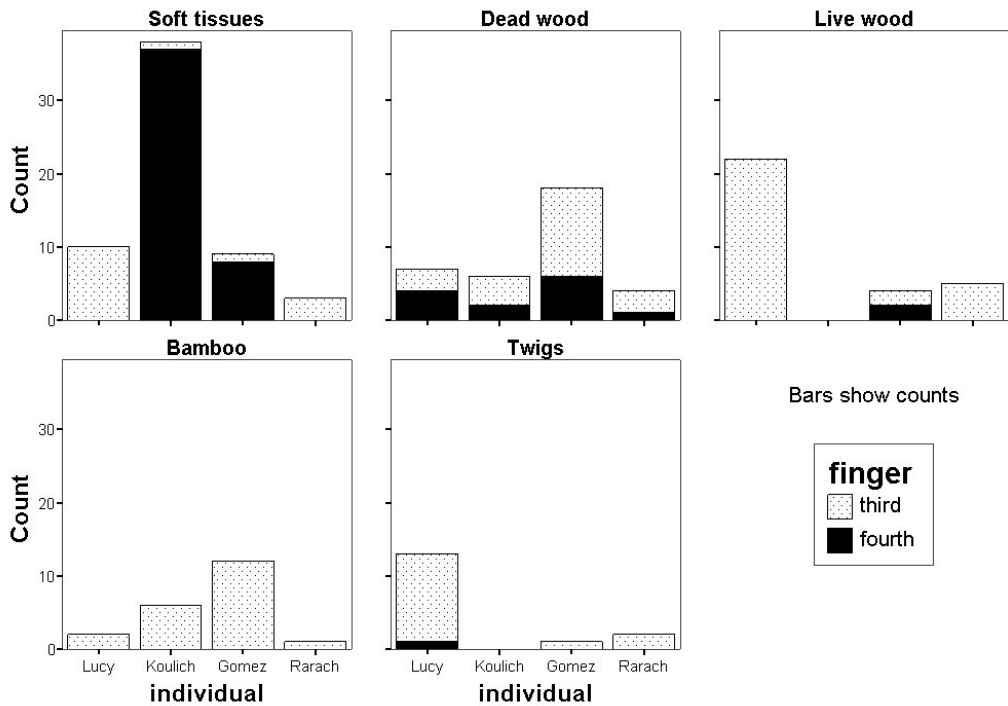 Soft tissues
Dead wood
Live wood
Count
30
20
10
0
Bamboo
Twigs
Count
30
20
10
0
Lucy Koulich Gomez Rarach
Lucy Koulich Gomez Rarach
individual
individual
Bars show counts
finger
third
fourth